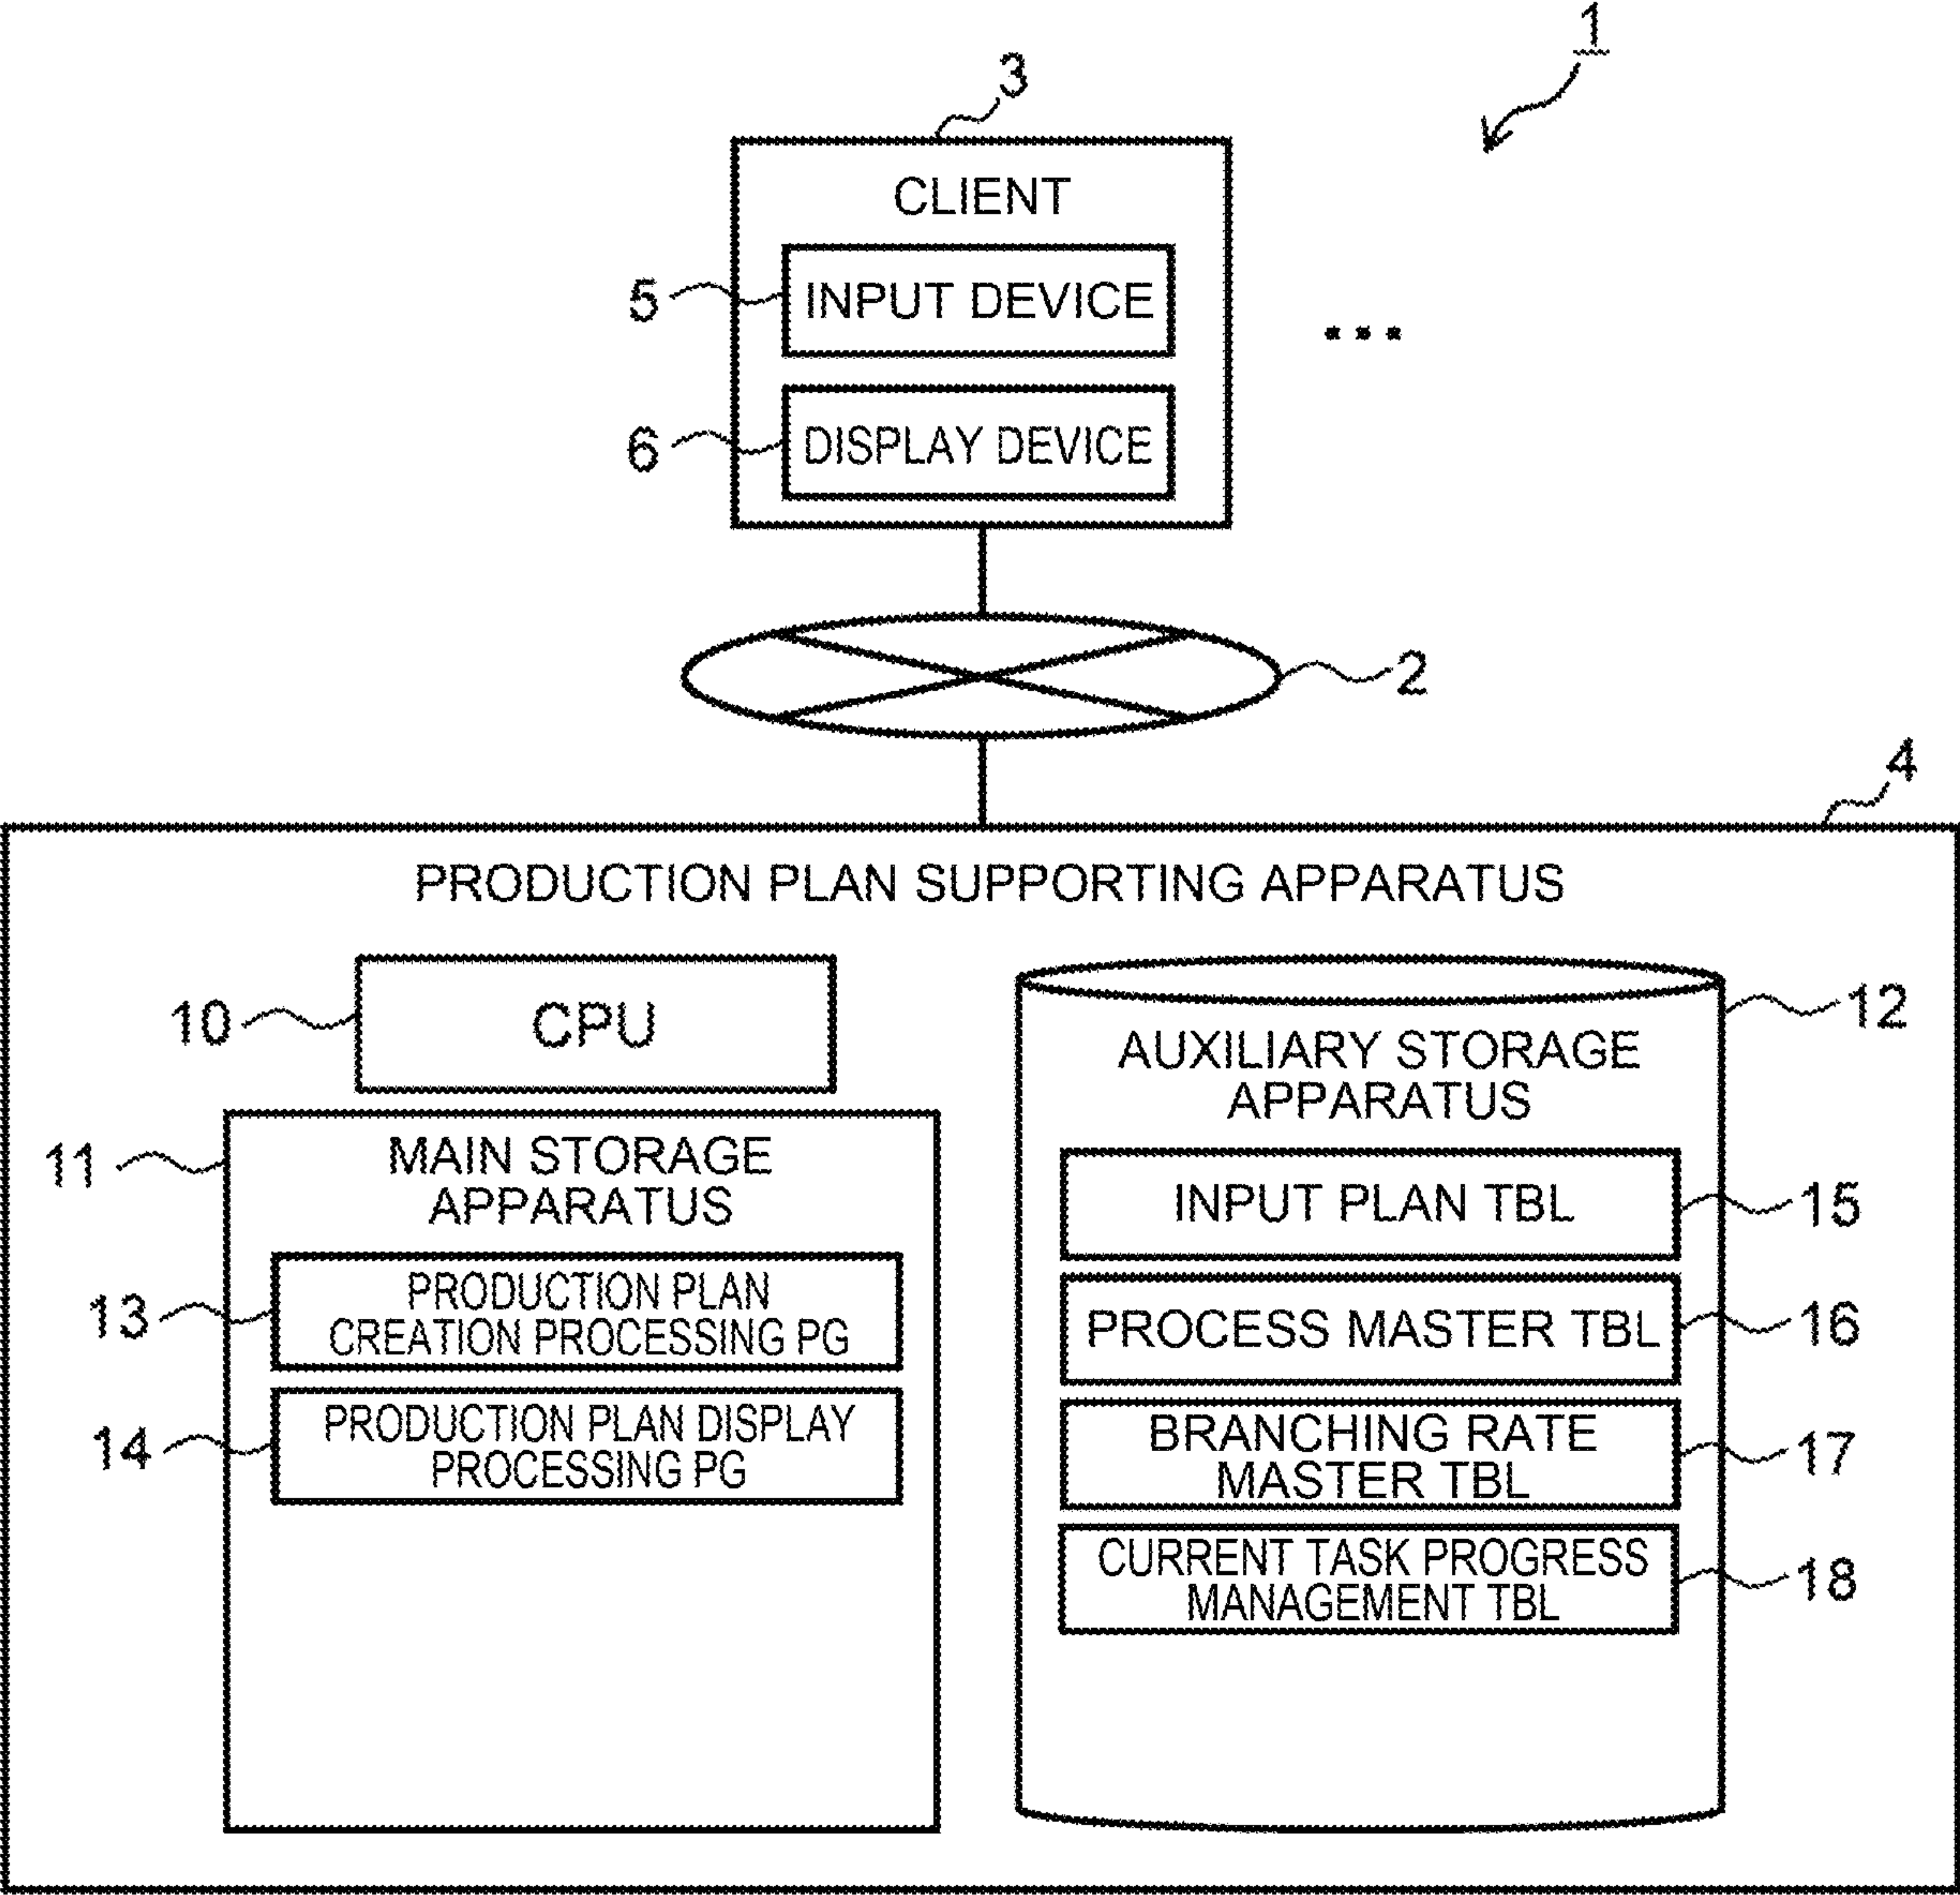 1
3
CLIENT
5 INPUT DEVICE
...
6 DISPLAY DEVICE
2
4
PRODUCTION PLAN SUPPORTING APPARATUS
10 CPU
11 MAIN STORAGE
APPARATUS
13 PRODUCTION PLAN
CREATION PROCESSING PG
14 PRODUCTION PLAN DISPLAY
PROCESSING PG
12
AUXILIARY STORAGE
APPARATUS
INPUT PLAN TBL 15
PROCESS MASTER TBL 16
BRANCHING RATE
MASTER TBL 17
CURRENT TASK PROGRESS
MANAGEMENT TBL 18